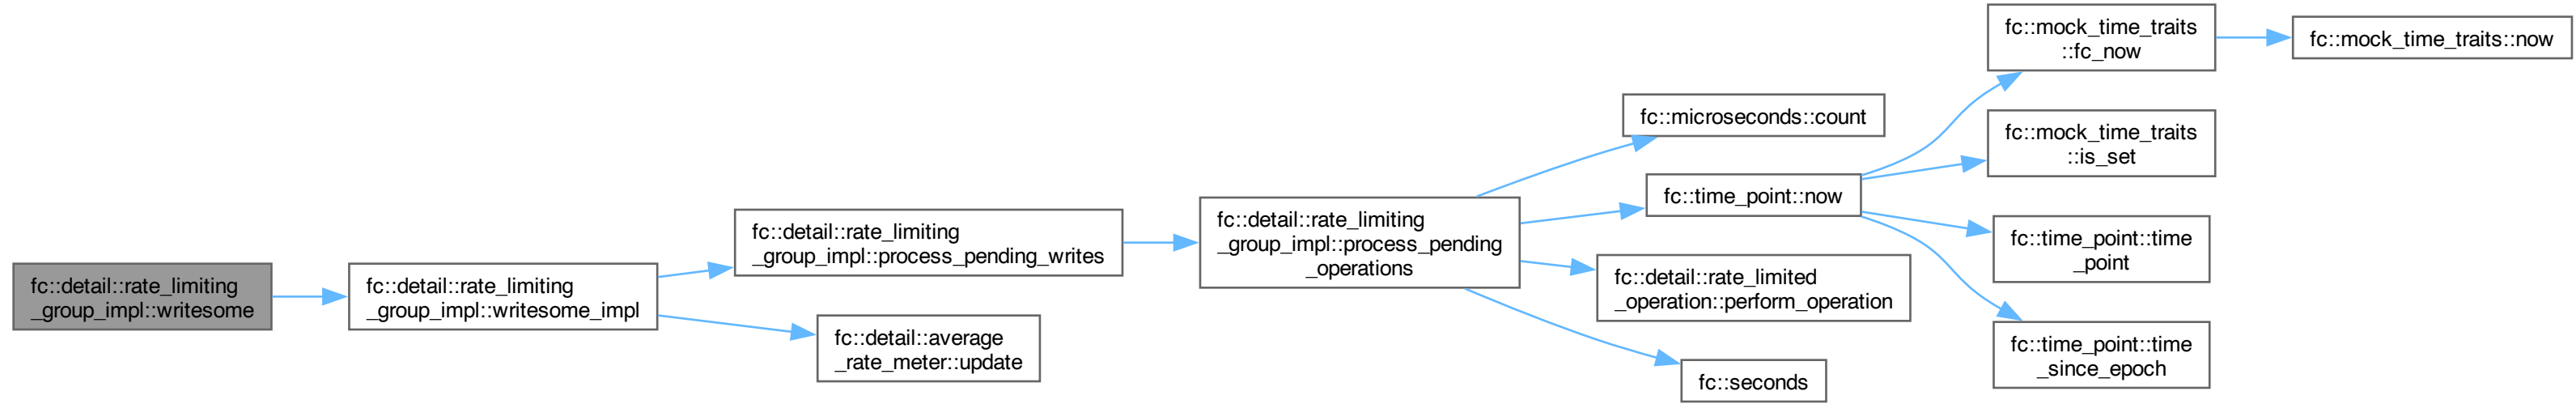 fc::detail::rate_limiting
_group_impl::writesome
fc::detail::rate_limiting
_group_impl::writesome_impl
fc::detail::rate_limiting
_group_impl::process_pending_writes
fc::detail::average
_rate_meter::update
fc::detail::rate_limiting
_group_impl::process_pending
_operations
fc::microseconds::count
fc::time_point::now
fc::detail::rate_limited
_operation::perform_operation
fc::seconds
fc::mock_time_traits
::fc_now
fc::mock_time_traits
::is_set
fc::time_point::time
_point
fc::time_point::time
_since_epoch
fc::mock_time_traits::now